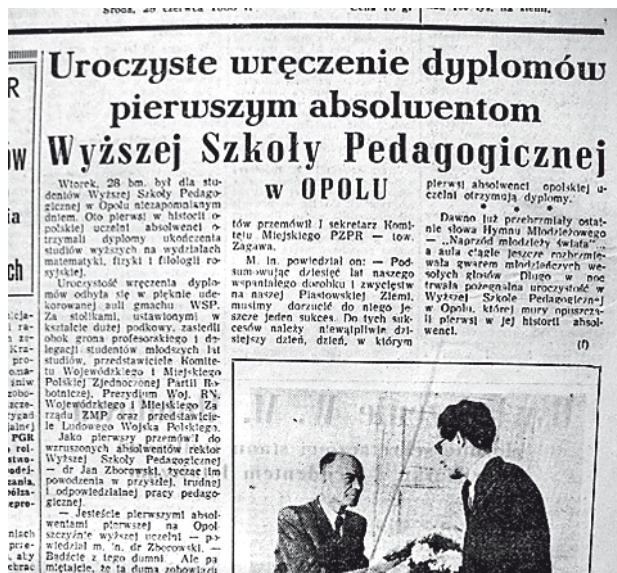 Środa, 29 czerwca
Cena
Uroczyste wręczenie dyplomów
pierwszym absolwentom
Wyższej Szkoły Pedagogicznej
w OPOLU
Wtorek, 28 bm. był dla stu-
dentów Wyższej Szkoły Pedago-
gicznej w Opolu niezapomnianym
dniem. Oto pierwsi w historii o-
polskiej uczelni absolwenci o-
trzymali dyplomy ukończenia
studiów wyższych na wydziałach
matematyki, fizyki i filologii ro-
syjskiej.
Uroczystość wręczenia dyplo-
mów odbyła się w pięknie ude-
korowanej auli gmachu WSP.
Za stolikami, ustawionymi w
kształcie dużej podkowy, zasiedli
obok grona profesorskiego i de-
legacji studentów młodszych lat
studiów, przedstawiciele Komite-
tu Wojewódzkiego i Miejskiego
Polskiej Zjednoczonej Partii Ro-
botniczej, Prezydium Woj. RN,
Wojewódzkiego i Miejskiego Za-
rządu ZMP oraz przedstawicie-
le Ludowego Wojska Polskiego.
Jako pierwszy przemówił do
wzruszonych absolwentów rektor
Wyższej Szkoły Pedagogicznej
— dr Jan Zborowski, życząc im
powodzenia w przyszłej, trudnej
i odpowiedzialnej pracy pedago-
gicznej.
— Jesteście pierwszymi absol-
wentami pierwszej na Opol-
szczyźnie wyższej uczelni — po-
wiedział m. in. dr Zborowski. —
Bądźcie z tego dumni. Ale pa-
miętajcie, że ta duma zobowiązuje
tów przemówił I sekretarz Komi-
tetu Miejskiego PZPR — tow.
Zagawa.
M. in. powiedział on: — Pod-
sumowując dziesięć lat naszego
wspaniałego dorobku i zwycięstw
na naszej Piastowskiej Ziemi,
musimy dorzucić do niego je-
szcze jeden sukces. Do tych suk-
cesów należy niewątpliwie dzi-
siejszy dzień, dzień, w którym
pierwsi absolwenci opolskiej u-
czelni otrzymają dyplomy.
* * *
Dawno już przebrzmiały ostat-
nie słowa Hymnu Młodzieżowego
— „Naprzód młodzieży świata”...
a aula ciągle jeszcze rozbrzmie-
wała gwarem młodzieńczych we-
sołych głosów Długo w noc
trwała pożegnalna uroczystość w
Wyższej Szkole Pedagogicznej
w Opolu, której mury opuszcza-
li pierwsi w jej historii absol-
wenci.
(f)